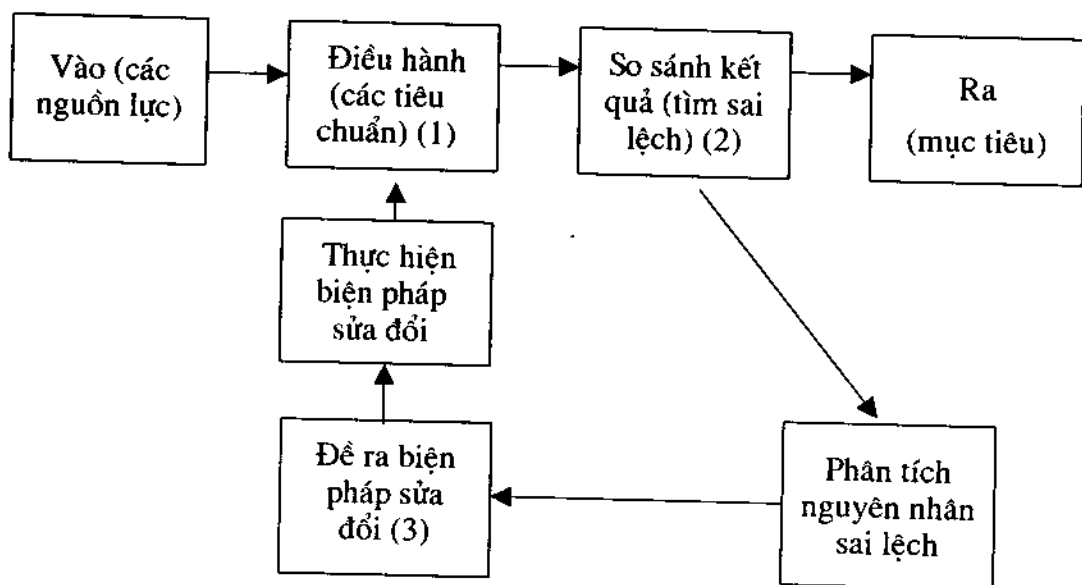 Vào (các
nguồn lực)
Điều hành
(các tiêu
chuẩn) (1)
So sánh kết
quả (tìm sai
lệch) (2)
Ra
(mục tiêu)
Thực hiện
biện pháp
sửa đổi
Đề ra biện
pháp sửa
đổi (3)
Phân tích
nguyên nhân
sai lệch